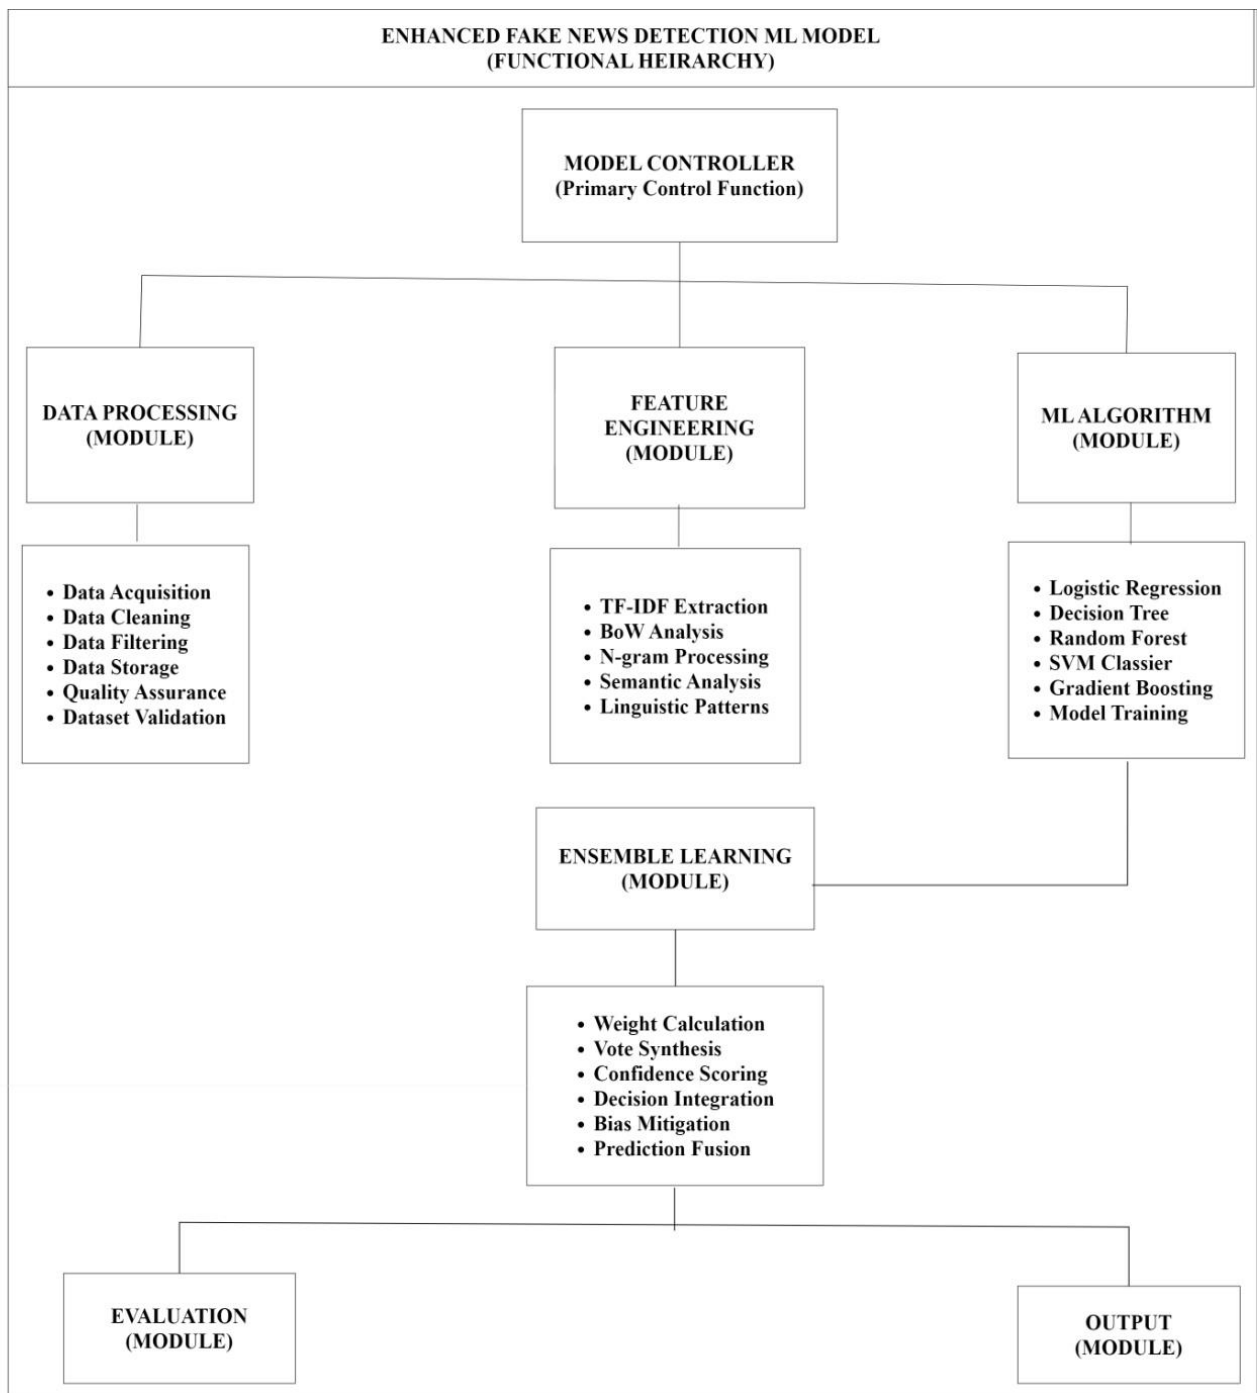 ENHANCED FAKE NEWS DETECTION ML MODEL
(FUNCTIONAL HEIRARCHY)
MODEL CONTROLLER
(Primary Control Function)
DATA PROCESSING
(MODULE)
FEATURE
ENGINEERING
(MODULE)
ML ALGORITHM
(MODULE)
• Data Acquisition
• Data Cleaning
• Data Filtering
• Data Storage
• Quality Assurance
• Dataset Validation
• TF-IDF Extraction
• BoW Analysis
• N-gram Processing
• Semantic Analysis
• Linguistic Patterns
• Logistic Regression
• Decision Tree
• Random Forest
• SVM Classier
• Gradient Boosting
• Model Training
ENSEMBLE LEARNING
(MODULE)
• Weight Calculation
• Vote Synthesis
• Confidence Scoring
• Decision Integration
• Bias Mitigation
• Prediction Fusion
EVALUATION
(MODULE)
OUTPUT
(MODULE)